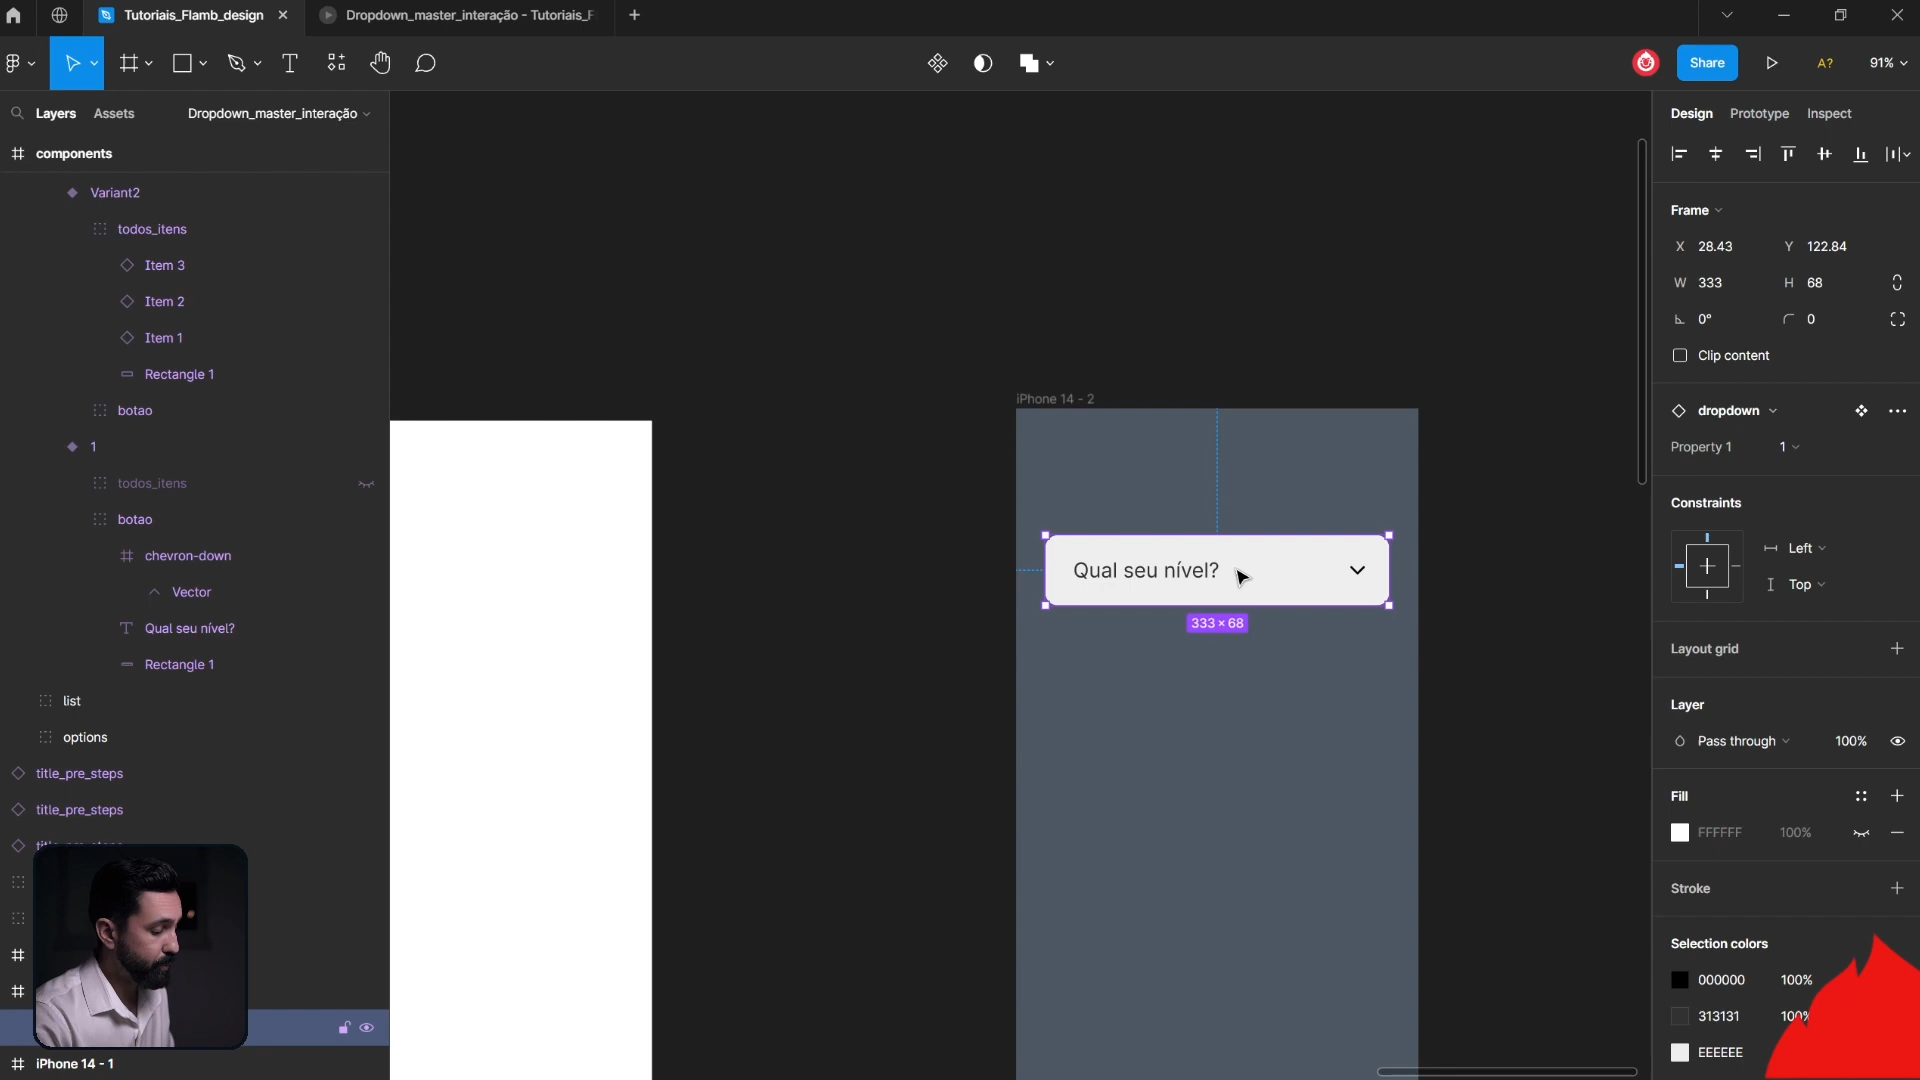 Tutoriais_Flamb_design
Dropdown_master_interação - Tutoriais_F
Share
A?
91%
Layers
Assets
Dropdown_master_interação
components
Variant2
todos_itens
Item 3
Item 2
Item 1
Rectangle 1
botao
1
todos_itens
botao
chevron-down
Vector
Qual seu nível?
Rectangle 1
list
options
title_pre_steps
title_pre_steps
iPhone 14 - 1
iPhone 14 - 2
Qual seu nível?
333 × 68
Design
Prototype
Inspect
Frame
X 28.43
Y 122.84
W 333
H 68
0°
0
Clip content
dropdown
Property 1
1
Constraints
Left
Top
Layout grid
Layer
Pass through
100%
Fill
FFFFFF
100%
Stroke
Selection colors
000000
100%
313131
100%
EEEEEE